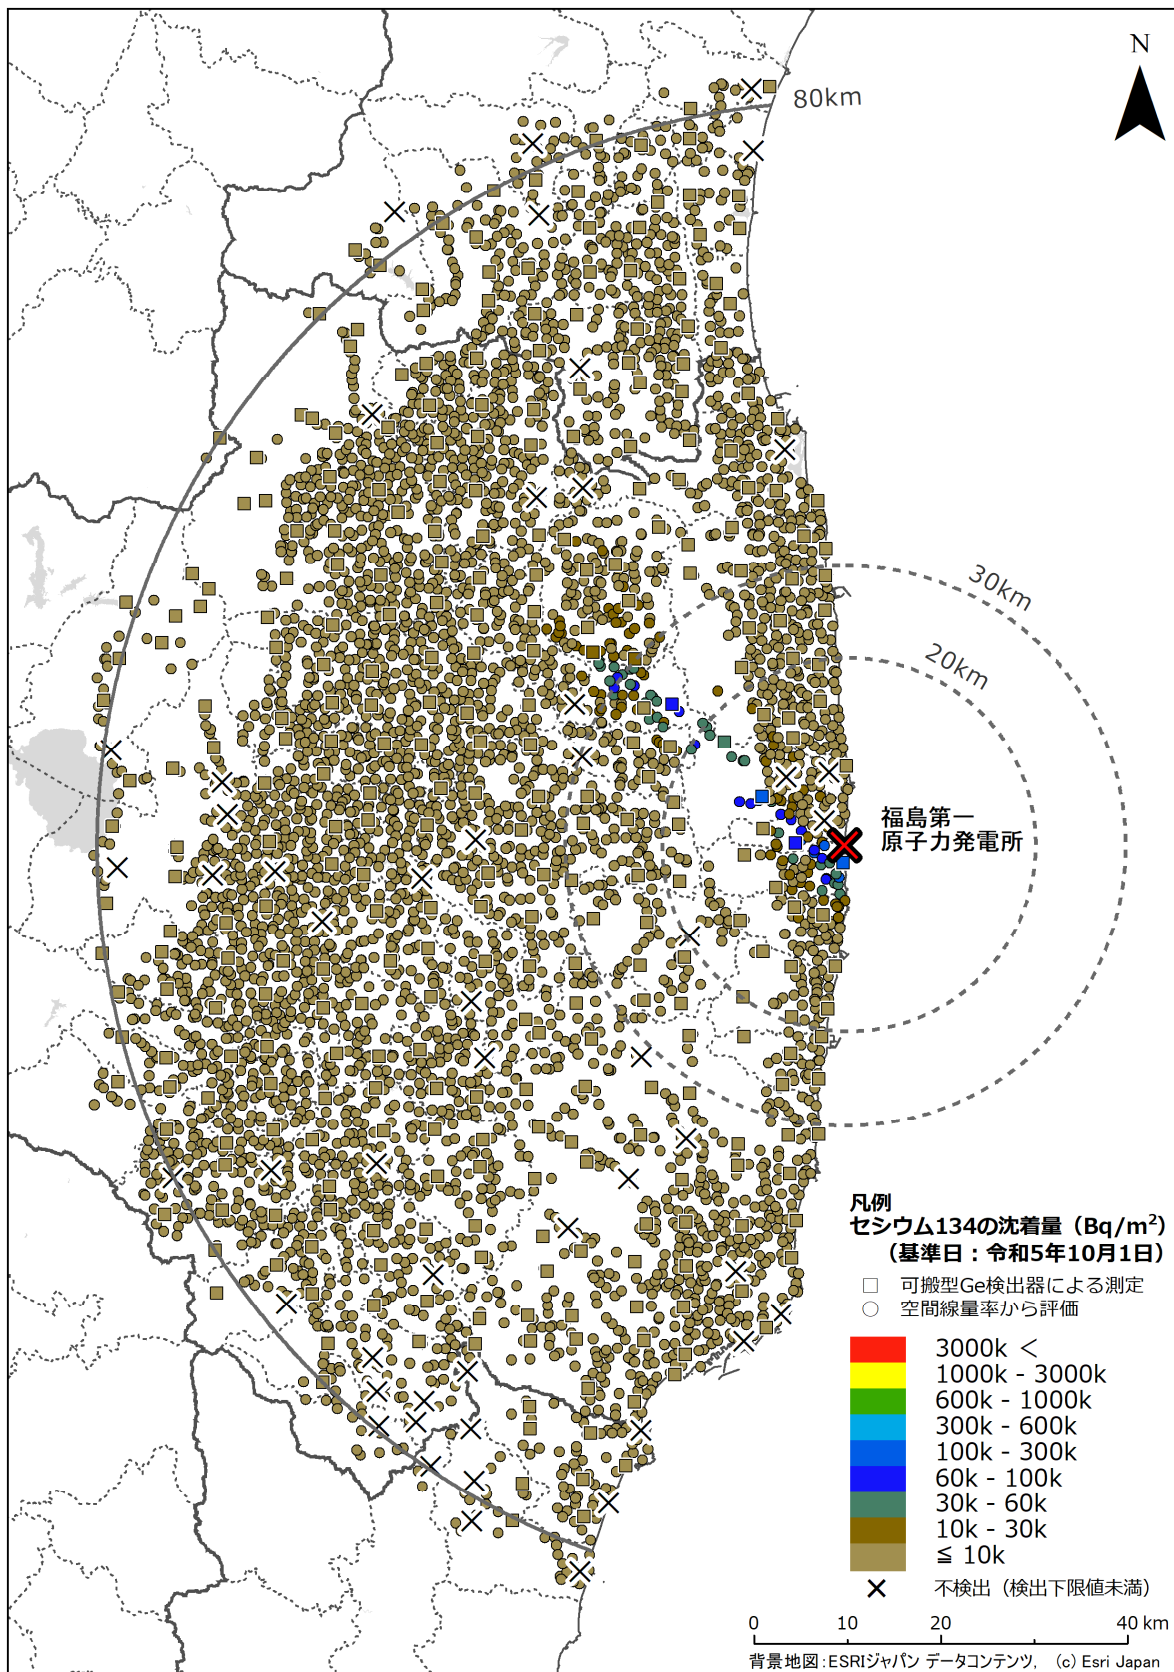 N
80km
30km
20km
福島第一
原子力発電所
凡例
セシウム134の沈着量（Bq/m²）
（基準日：令和5年10月1日）
可搬型Ge検出器による測定
空間線量率から評価
3000k ＜
1000k - 3000k
600k - 1000k
300k - 600k
100k - 300k
60k - 100k
30k - 60k
10k - 30k
≦ 10k
不検出（検出下限値未満）
0 10 20 40 km
背景地図：ESRIジャパン データコンテンツ, (c) Esri Japan